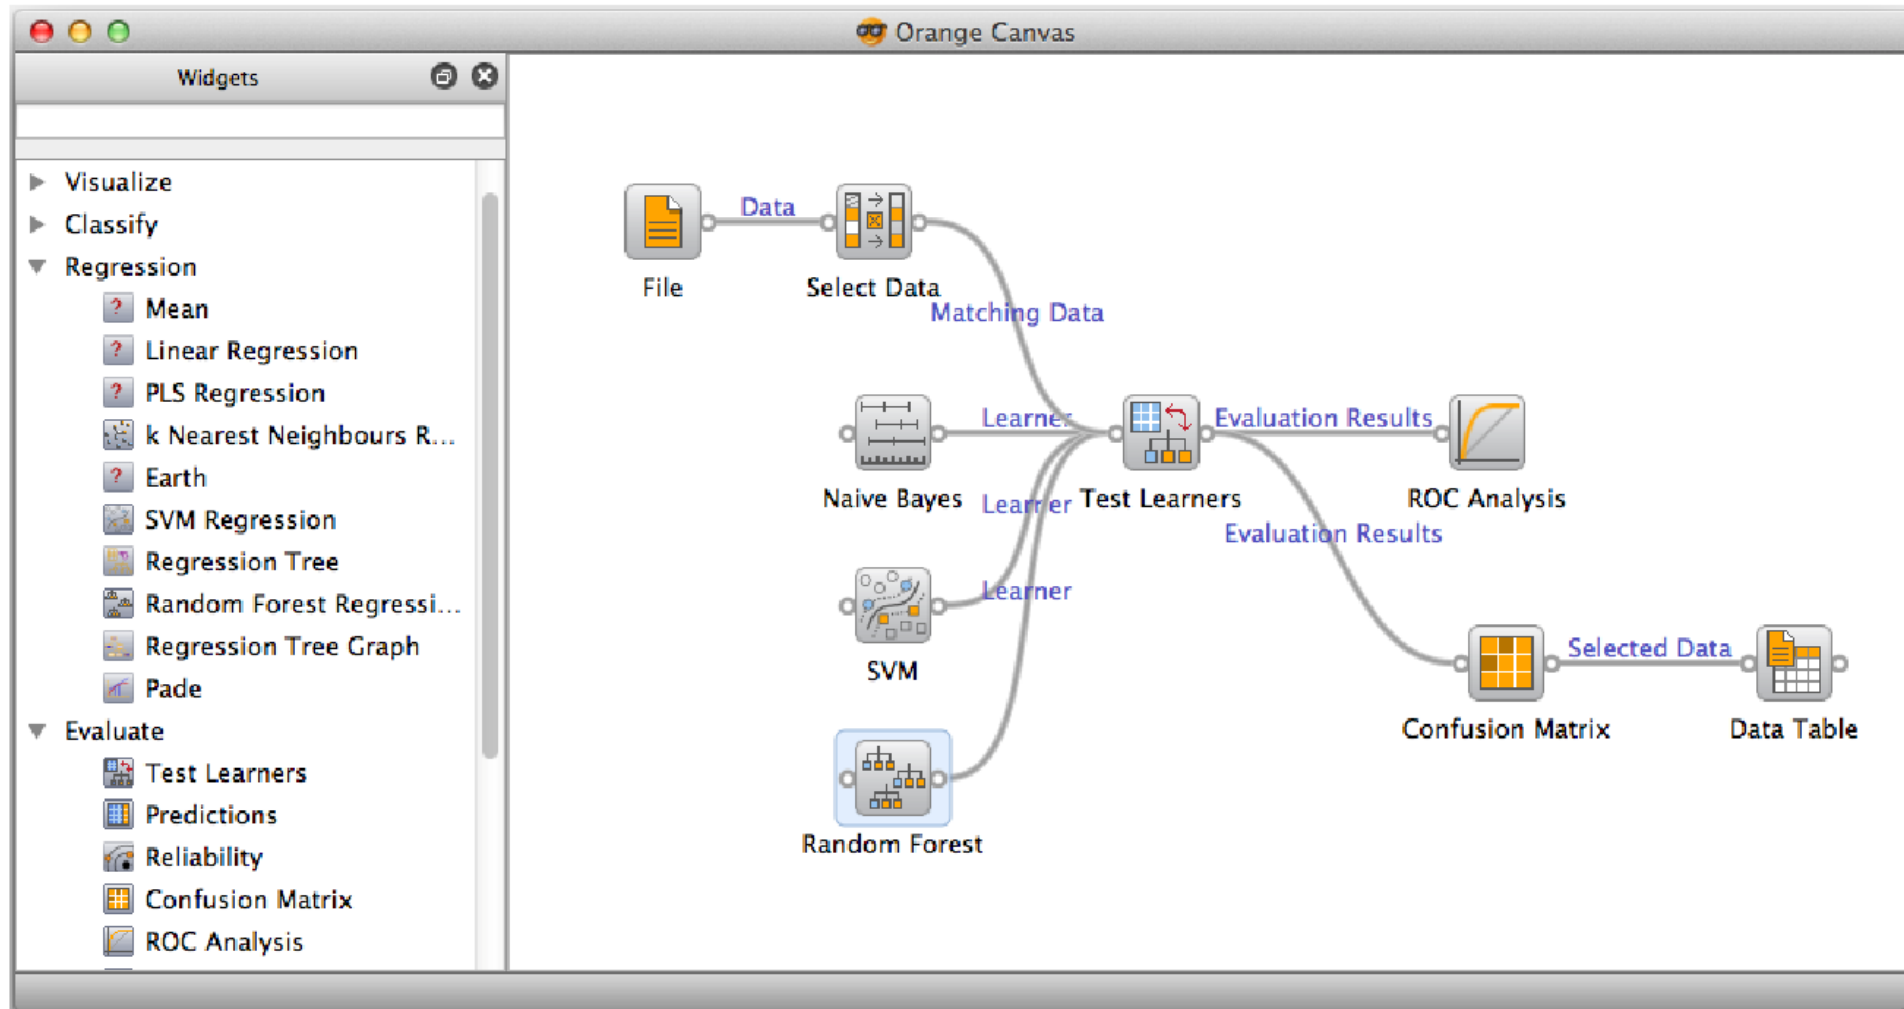 Orange Canvas
Widgets
Visualize
Classify
Regression
Mean
Linear Regression
PLS Regression
k Nearest Neighbours R...
Earth
SVM Regression
Regression Tree
Random Forest Regressi...
Regression Tree Graph
Pade
Evaluate
Test Learners
Predictions
Reliability
Confusion Matrix
ROC Analysis
Data
File
Select Data
Matching Data
Learner
Evaluation Results
Naive Bayes
Learner
Test Learners
ROC Analysis
Evaluation Results
Learner
SVM
Selected Data
Confusion Matrix
Data Table
Random Forest